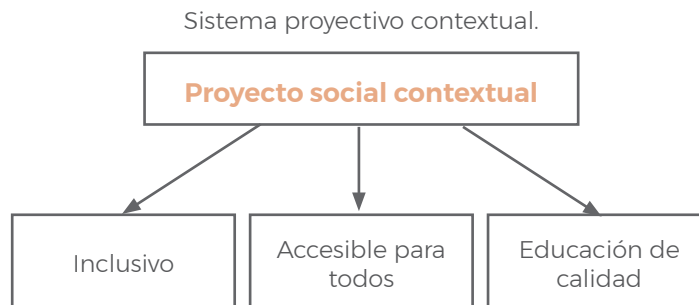 Sistema proyectivo contextual.
Proyecto social contextual
Inclusivo
Accesible para
todos
Educación de
calidad